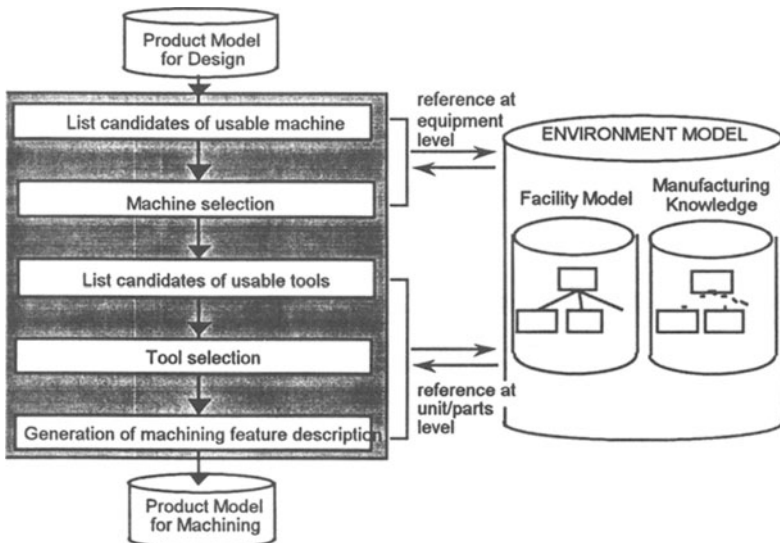 Product Model
for Design
List candidates of usable machine
Machine selection
List candidates of usable tools
Tool selection
Generation of machining feature description
Product Model
for Machining
reference at
equipment
level
reference at
unit/parts
level
ENVIRONMENT MODEL
Facility Model
Manufacturing
Knowledge